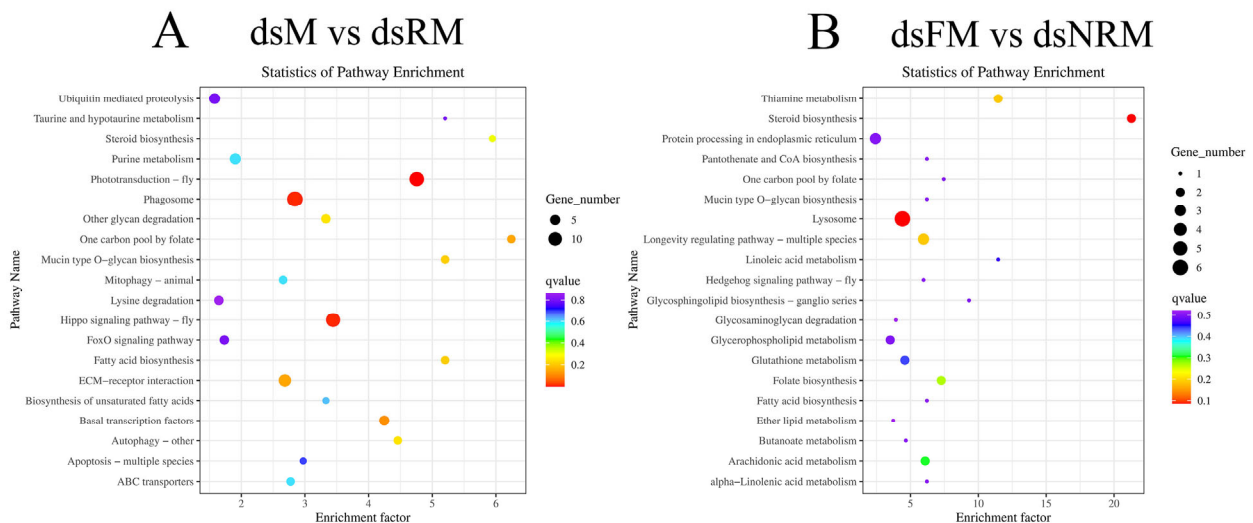 A dsM vs dsRM
Statistics of Pathway Enrichment
Pathway Name
Ubiquitin mediated proteolysis
Taurine and hypotaurine metabolism
Steroid biosynthesis
Purine metabolism
Phototransduction − fly
Phagosome
Other glycan degradation
One carbon pool by folate
Mucin type O−glycan biosynthesis
Mitophagy − animal
Lysine degradation
Hippo signaling pathway − fly
FoxO signaling pathway
Fatty acid biosynthesis
ECM−receptor interaction
Biosynthesis of unsaturated fatty acids
Basal transcription factors
Autophagy − other
Apoptosis − multiple species
ABC transporters
2 3 4 5 6
Enrichment factor
Gene_number
5
10
qvalue
0.8
0.6
0.4
0.2
B dsFM vs dsNRM
Statistics of Pathway Enrichment
Pathway Name
Thiamine metabolism
Steroid biosynthesis
Protein processing in endoplasmic reticulum
Pantothenate and CoA biosynthesis
One carbon pool by folate
Mucin type O−glycan biosynthesis
Lysosome
Longevity regulating pathway − multiple species
Linoleic acid metabolism
Hedgehog signaling pathway − fly
Glycosphingolipid biosynthesis − ganglio series
Glycosaminoglycan degradation
Glycerophospholipid metabolism
Glutathione metabolism
Folate biosynthesis
Fatty acid biosynthesis
Ether lipid metabolism
Butanoate metabolism
Arachidonic acid metabolism
alpha−Linolenic acid metabolism
5 10 15 20
Enrichment factor
Gene_number
1
2
3
4
5
6
qvalue
0.5
0.4
0.3
0.2
0.1